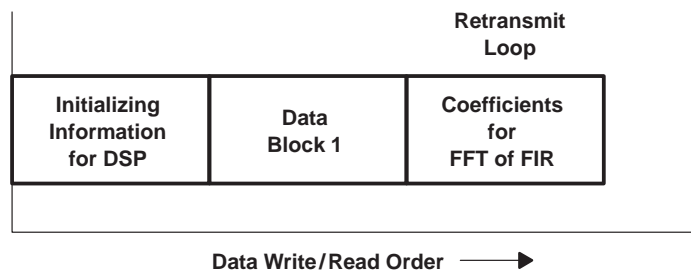 Retransmit
Loop
Initializing
Information
for DSP
Data
Block 1
Coefficients
for
FFT of FIR
Data Write/Read Order